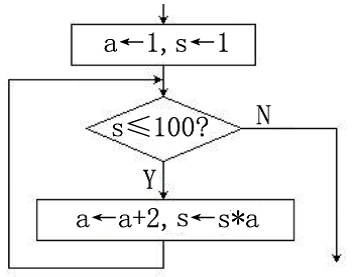 a←1, s←1
s≤100?
N
Y
a←a+2, s←s*a